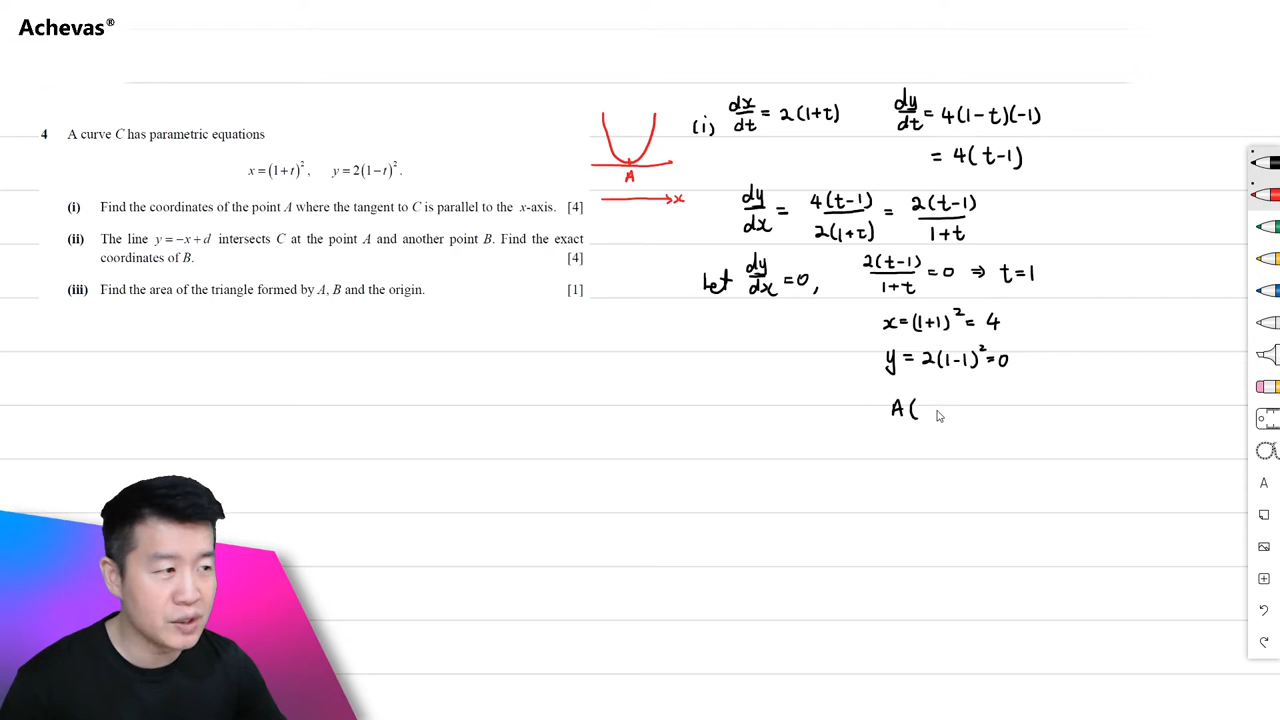 Achevas®
4 A curve C has parametric equations
x = (1+t)², y = 2(1−t)².
(i) Find the coordinates of the point A where the tangent to C is parallel to the x-axis. [4]
(ii) The line y = −x + d intersects C at the point A and another point B. Find the exact
coordinates of B. [4]
(iii) Find the area of the triangle formed by A, B and the origin. [1]
A
x
(i) dx/dt = 2(1+t) dy/dt = 4(1−t)(−1)
= 4(t−1)
dy/dx = 4(t−1)/2(1+t) = 2(t−1)/1+t
Let dy/dx = 0, 2(t−1)/1+t = 0 ⇒ t=1
x = (1+1)² = 4
y = 2(1−1)² = 0
A(
A